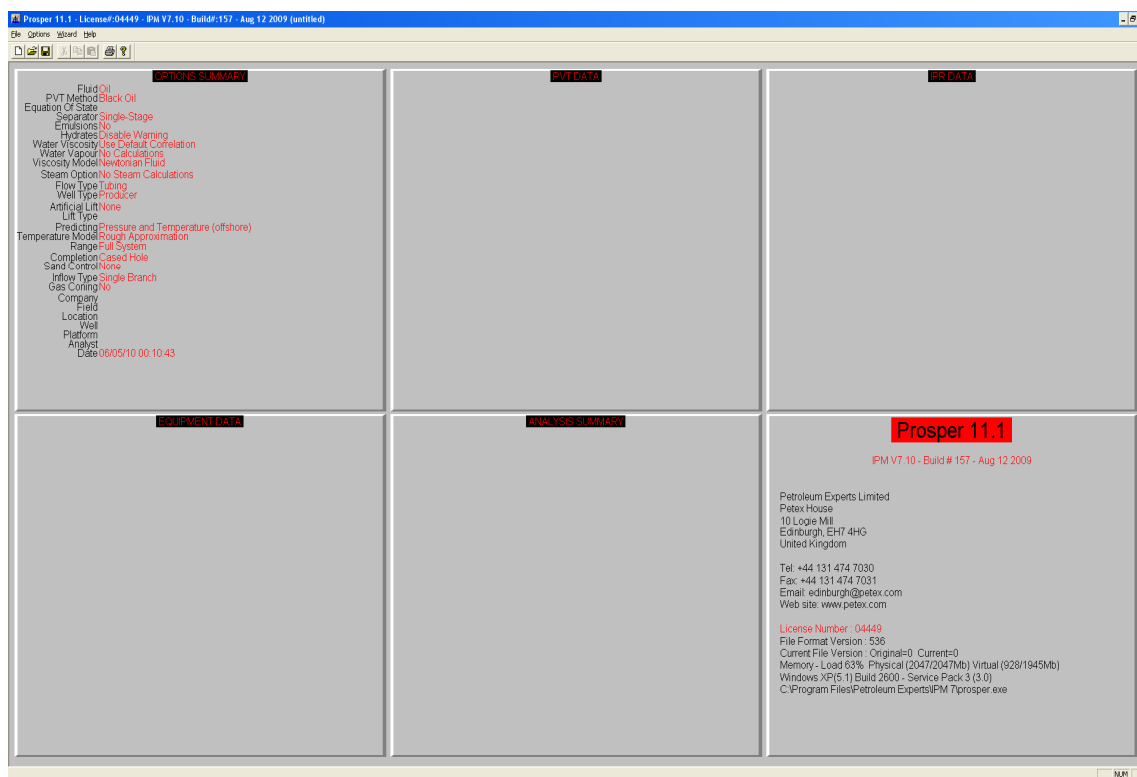 Prosper 11.1 - License#:04449 - IPM V7.10 - Build#:157 - Aug 12 2009 (untitled)
File Options Wizard Help
OPTIONS SUMMARY
Fluid Oil
PVT Method Black Oil
Equation Of State
Separator Single-Stage
Emulsions No
Hydrates Disable Warning
Water Viscosity Use Default Correlation
Water Vapour No Calculations
Viscosity Model Newtonian Fluid
Steam Option No Steam Calculations
Flow Type Tubing
Well Type Producer
Artificial Lift None
Lift Type
Predicting Pressure and Temperature (offshore)
Temperature Model Rough Approximation
Range Full System
Completion Cased Hole
Sand Control None
Inflow Type Single Branch
Gas Coning No
Company
Field
Location
Well
Platform
Analyst
Date 06/05/10 00:10:43
PVT DATA
IPR DATA
EQUIPMENT DATA
ANALYSIS SUMMARY
Prosper 11.1
IPM V7.10 - Build # 157 - Aug 12 2009
Petroleum Experts Limited
Petex House
10 Logie Mill
Edinburgh, EH7 4HG
United Kingdom
Tel: +44 131 474 7030
Fax: +44 131 474 7031
Email: edinburgh@petex.com
Web site: www.petex.com
License Number : 04449
File Format Version : 536
Current File Version : Original=0 Current=0
Memory - Load 63% Physical (2047/2047Mb) Virtual (928/1945Mb)
Windows XP(5.1) Build 2600 - Service Pack 3 (3.0)
C:\Program Files\Petroleum Experts\IPM 7\prosper.exe
NUM